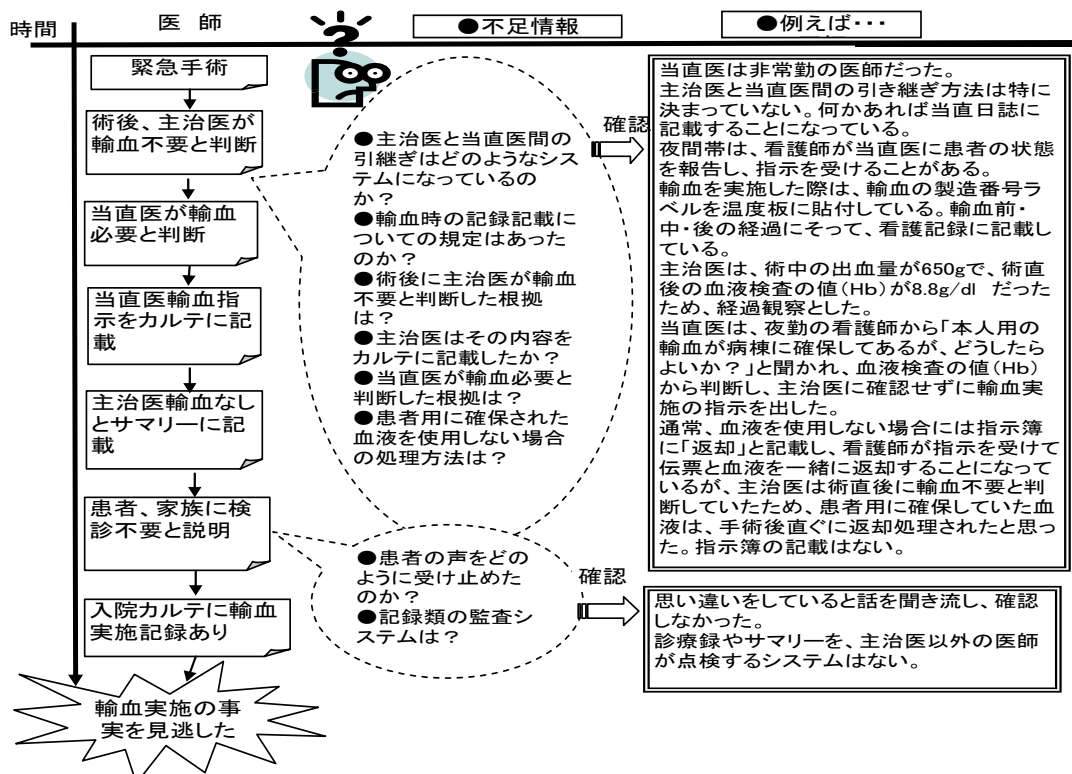 時間
医 師
●不足情報
●例えば・・・
緊急手術
術後、主治医が
輸血不要と判断
当直医が輸血
必要と判断
当直医輸血指
示をカルテに記
載
主治医輸血なし
とサマリーに記
載
患者、家族に検
診不要と説明
入院カルテに輸血
実施記録あり
輸血実施の事
実を見逃した
?
●主治医と当直医間の
引継ぎはどのようなシス
テムになっているの
か?
●輸血時の記録記載に
ついての規定はあった
のか?
●術後に主治医が輸血
不要と判断した根拠
は?
●主治医はその内容を
カルテに記載したか?
●当直医が輸血必要と
判断した根拠は?
●患者用に確保された
血液を使用しない場合
の処理方法は?
確認
当直医は非常勤の医師だった。
主治医と当直医間の引き継ぎ方法は特に
決まっていない。何かあれば当直日誌に
記載することになっている。
夜間帯は、看護師が当直医に患者の状態
を報告し、指示を受けることがある。
輸血を実施した際は、輸血の製造番号ラ
ベルを温度板に貼付している。輸血前・
中・後の経過にそって、看護記録に記載し
ている。
主治医は、術中の出血量が650gで、術直
後の血液検査の値(Hb)が8.8g/dl だった
ため、経過観察とした。
当直医は、夜勤の看護師から「本人用の
輸血が病棟に確保してあるが、どうしたら
よいか?」と聞かれ、血液検査の値(Hb)
から判断し、主治医に確認せずに輸血実
施の指示を出した。
通常、血液を使用しない場合には指示簿
に「返却」と記載し、看護師が指示を受けて
伝票と血液を一緒に返却することになって
いるが、主治医は術直後に輸血不要と判
断していたため、患者用に確保していた血
液は、手術後直ぐに返却処理されたと思っ
た。指示簿の記載はない。
●患者の声をどの
ように受け止めた
のか?
●記録類の監査シ
ステムは?
確認
思い違いをしていると話を聞き流し、確認
しなかった。
診療録やサマリーを、主治医以外の医師
が点検するシステムはない。